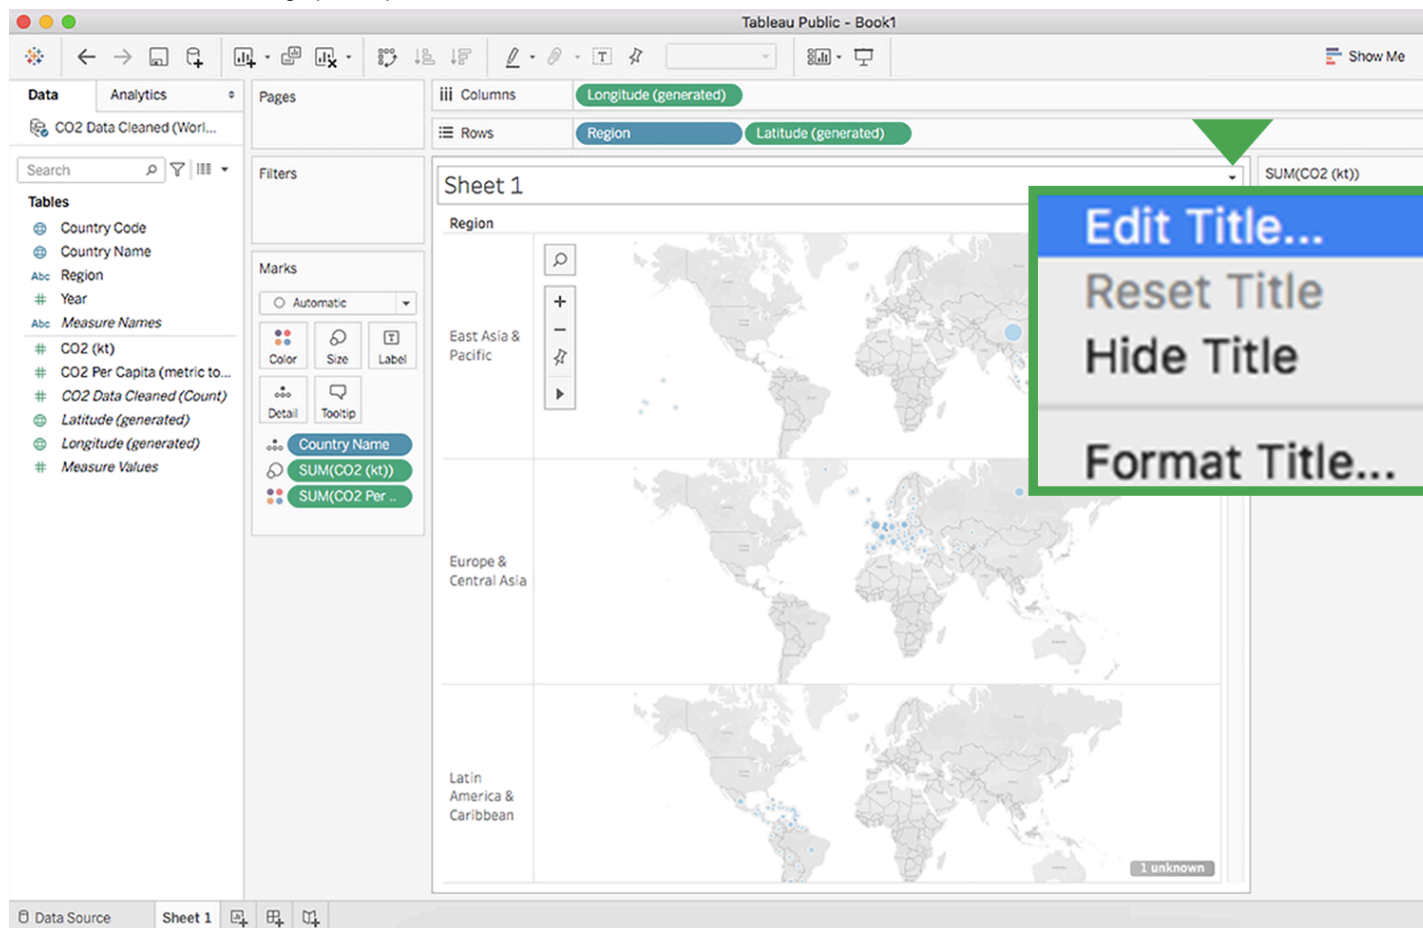 Tableau Public - Book1
Show Me
Data
Analytics
CO2 Data Cleaned (Worl...
Search
Tables
Country Code
Country Name
Abc Region
Year
Abc Measure Names
CO2 (kt)
CO2 Per Capita (metric to...
CO2 Data Cleaned (Count)
Latitude (generated)
Longitude (generated)
Measure Values
Pages
Filters
Marks
Automatic
Color
Size
Label
Detail
Tooltip
Country Name
SUM(CO2 (kt))
SUM(CO2 Per ..
Columns
Longitude (generated)
Rows
Region
Latitude (generated)
Sheet 1
SUM(CO2 (kt))
Region
East Asia &
Pacific
Europe &
Central Asia
Latin
America &
Caribbean
1 unknown
Edit Title...
Reset Title
Hide Title
Format Title...
Data Source
Sheet 1